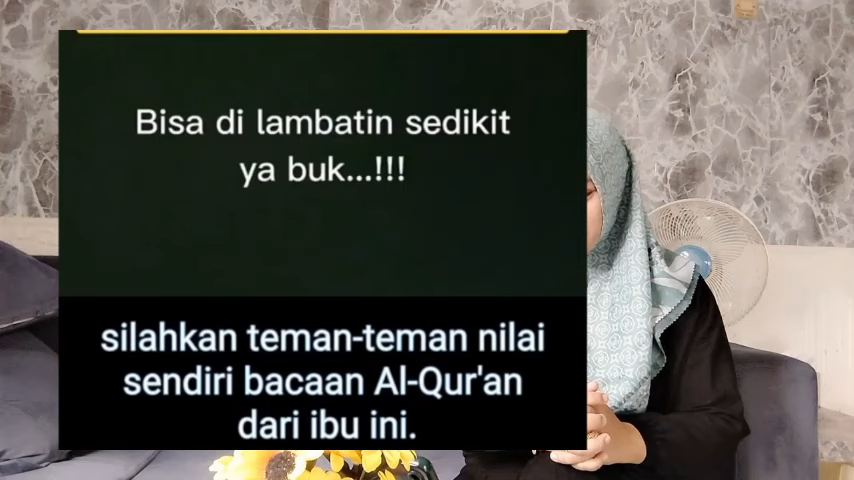 Bisa di lambatin sedikit
ya buk...!!!
silahkan teman-teman nilai
sendiri bacaan Al-Qur'an
dari ibu ini.